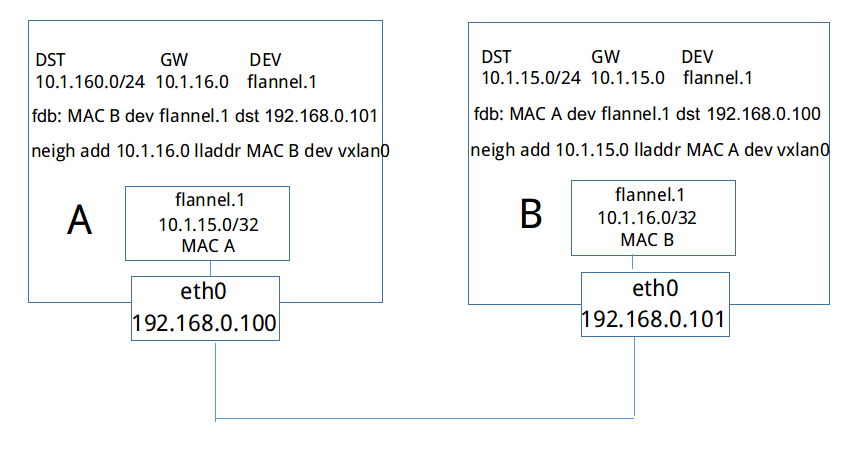 DST GW DEV
10.1.160.0/24 10.1.16.0 flannel.1
fdb: MAC B dev flannel.1 dst 192.168.0.101
neigh add 10.1.16.0 lladdr MAC B dev vxlan0
A
flannel.1
10.1.15.0/32
MAC A
eth0
192.168.0.100
DST GW DEV
10.1.15.0/24 10.1.15.0 flannel.1
fdb: MAC A dev flannel.1 dst 192.168.0.100
neigh add 10.1.15.0 lladdr MAC A dev vxlan0
B
flannel.1
10.1.16.0/32
MAC B
eth0
192.168.0.101